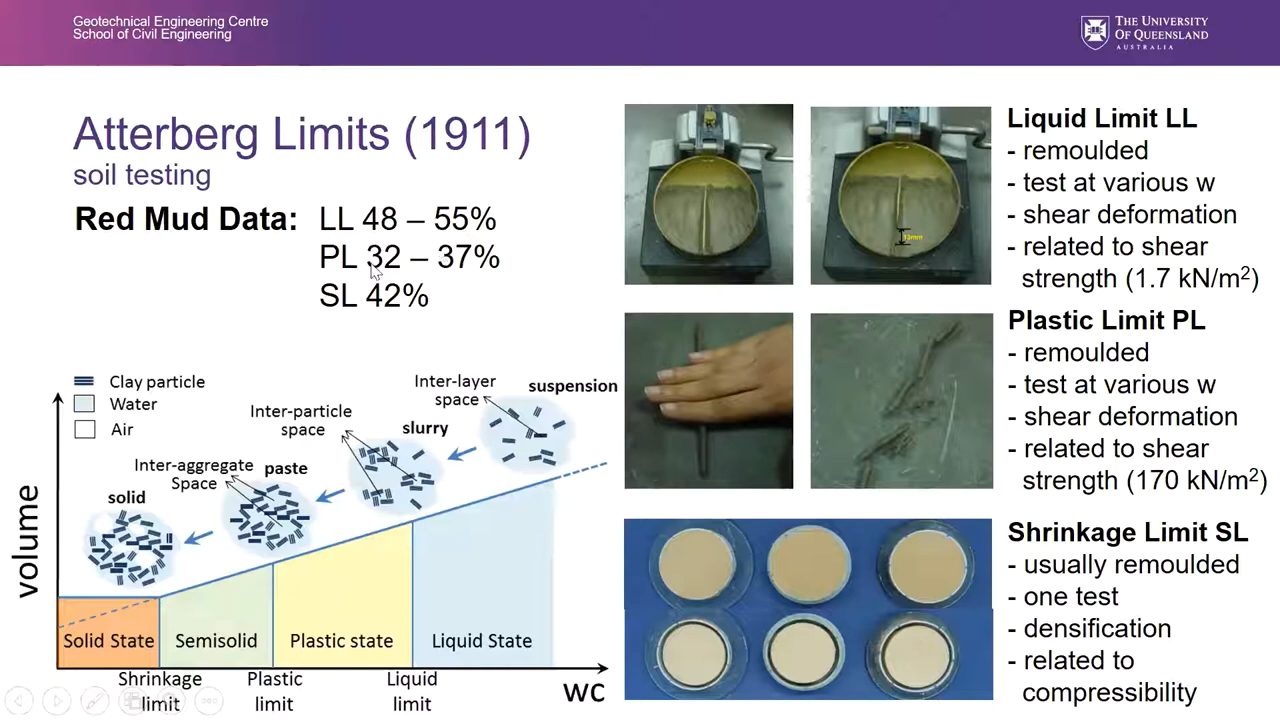 Geotechnical Engineering Centre
School of Civil Engineering
THE UNIVERSITY
OF QUEENSLAND
AUSTRALIA
Atterberg Limits (1911)
soil testing
Red Mud Data: LL 48 – 55%
PL 32 – 37%
SL 42%
13mm
Liquid Limit LL
- remoulded
- test at various w
- shear deformation
- related to shear
strength (1.7 kN/m²)
Plastic Limit PL
- remoulded
- test at various w
- shear deformation
- related to shear
strength (170 kN/m²)
Shrinkage Limit SL
- usually remoulded
- one test
- densification
- related to
compressibility
Clay particle
Water
Air
Inter-layer
space
suspension
Inter-particle
space
slurry
Inter-aggregate
Space
paste
solid
volume
Solid State
Semisolid
Plastic state
Liquid State
Shrinkage
limit
Plastic
limit
Liquid
limit
wc